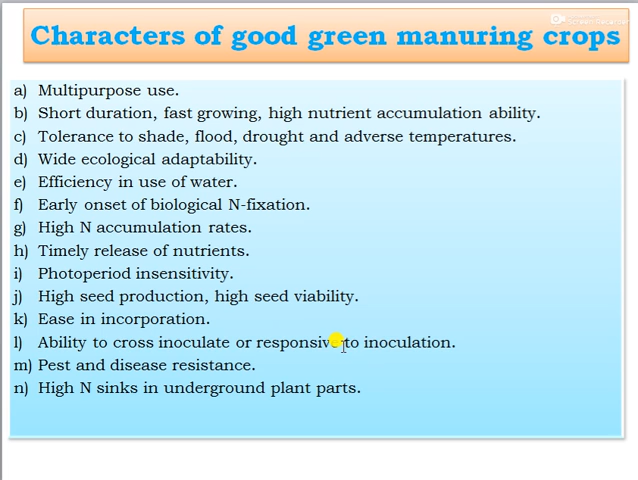 Screen Recorder
Characters of good green manuring crops
a) Multipurpose use.
b) Short duration, fast growing, high nutrient accumulation ability.
c) Tolerance to shade, flood, drought and adverse temperatures.
d) Wide ecological adaptability.
e) Efficiency in use of water.
f) Early onset of biological N-fixation.
g) High N accumulation rates.
h) Timely release of nutrients.
i) Photoperiod insensitivity.
j) High seed production, high seed viability.
k) Ease in incorporation.
l) Ability to cross inoculate or responsive to inoculation.
m) Pest and disease resistance.
n) High N sinks in underground plant parts.